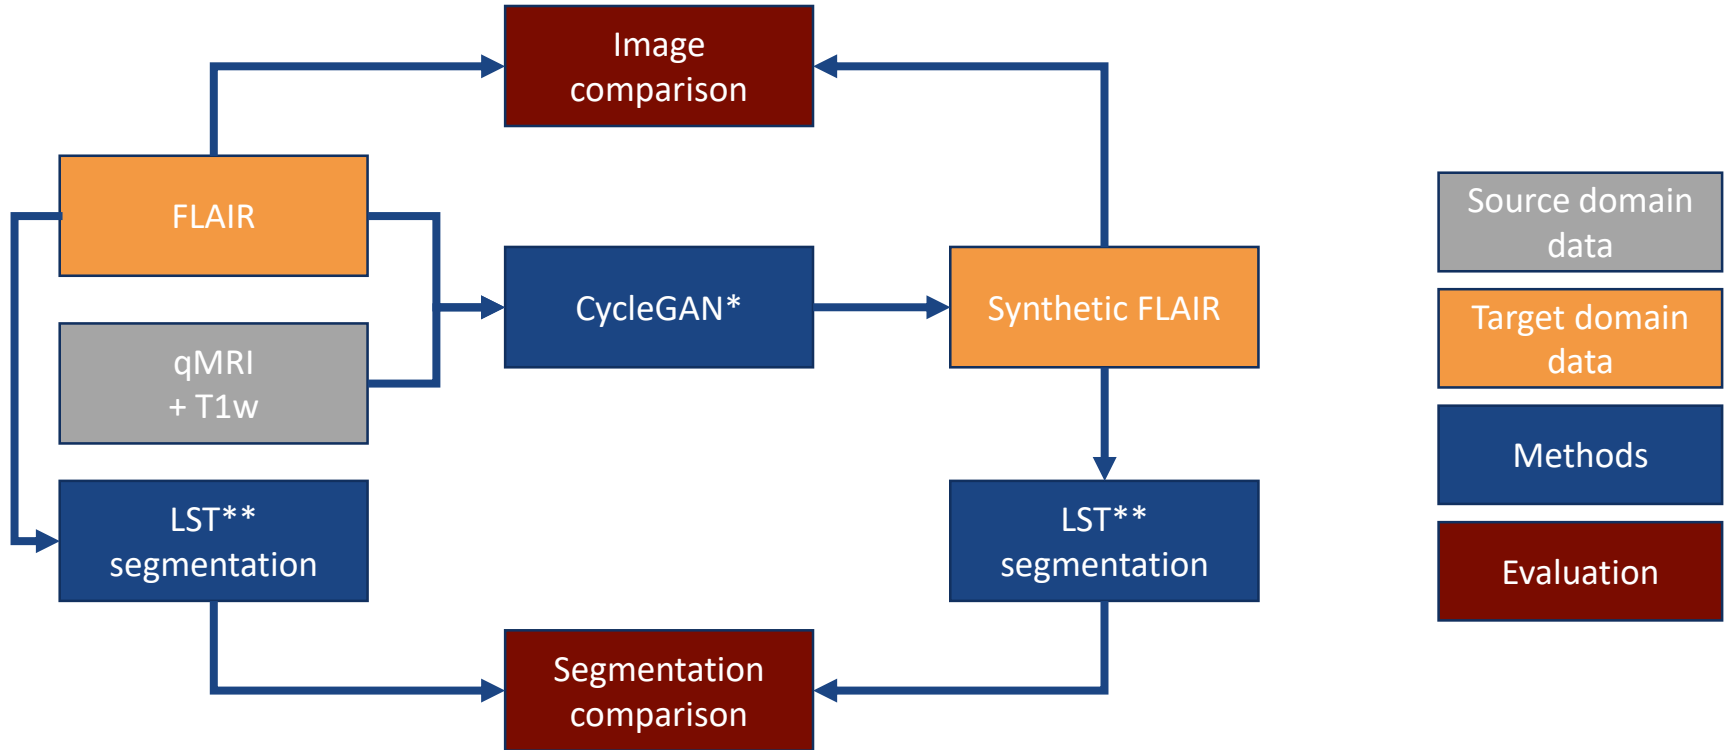 Image
comparison
FLAIR
qMRI
+ T1w
CycleGAN*
Synthetic FLAIR
LST**
segmentation
LST**
segmentation
Segmentation
comparison
Source domain
data
Target domain
data
Methods
Evaluation